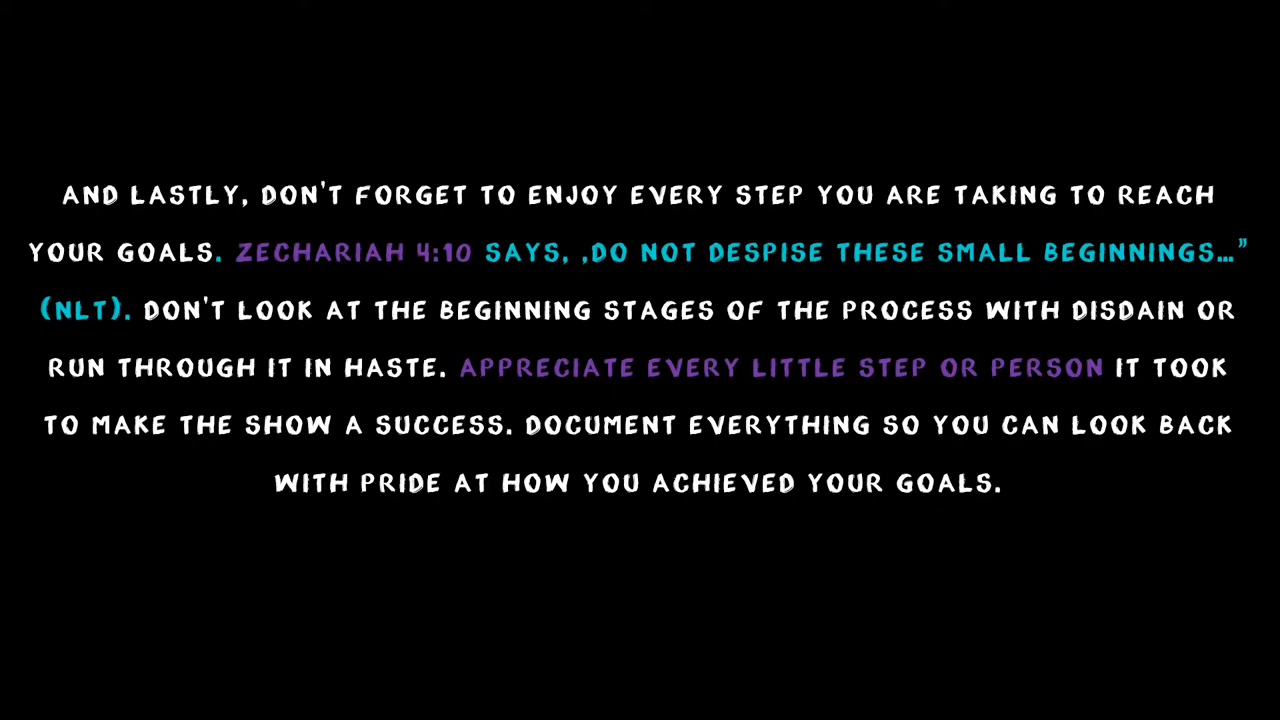 AND LASTLY, DON'T FORGET TO ENJOY EVERY STEP YOU ARE TAKING TO REACH
YOUR GOALS. ZECHARIAH 4:10 SAYS, ,DO NOT DESPISE THESE SMALL BEGINNINGS…”
(NLT). DON'T LOOK AT THE BEGINNING STAGES OF THE PROCESS WITH DISDAIN OR
RUN THROUGH IT IN HASTE. APPRECIATE EVERY LITTLE STEP OR PERSON IT TOOK
TO MAKE THE SHOW A SUCCESS. DOCUMENT EVERYTHING SO YOU CAN LOOK BACK
WITH PRIDE AT HOW YOU ACHIEVED YOUR GOALS.